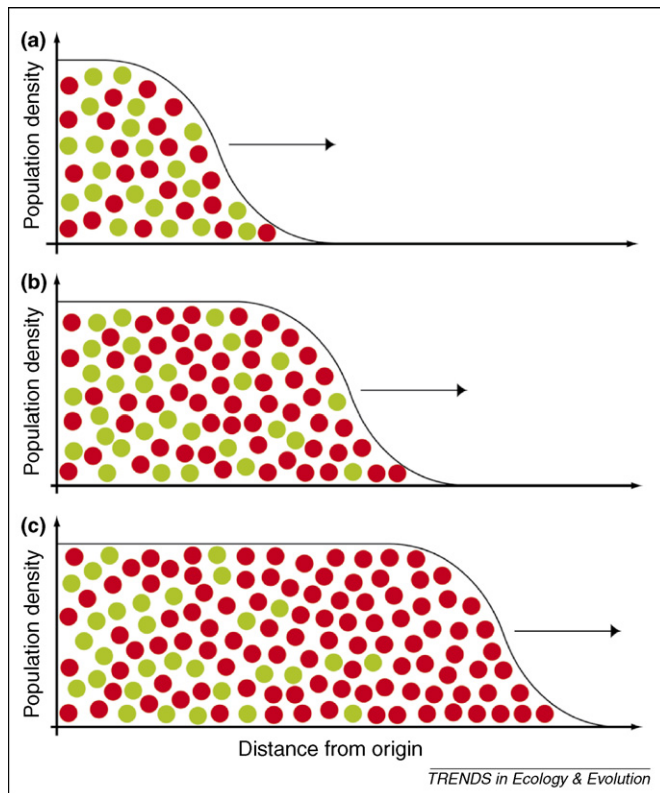 (a)
Population density
(b)
Population density
(c)
Population density
Distance from origin
TRENDS in Ecology & Evolution